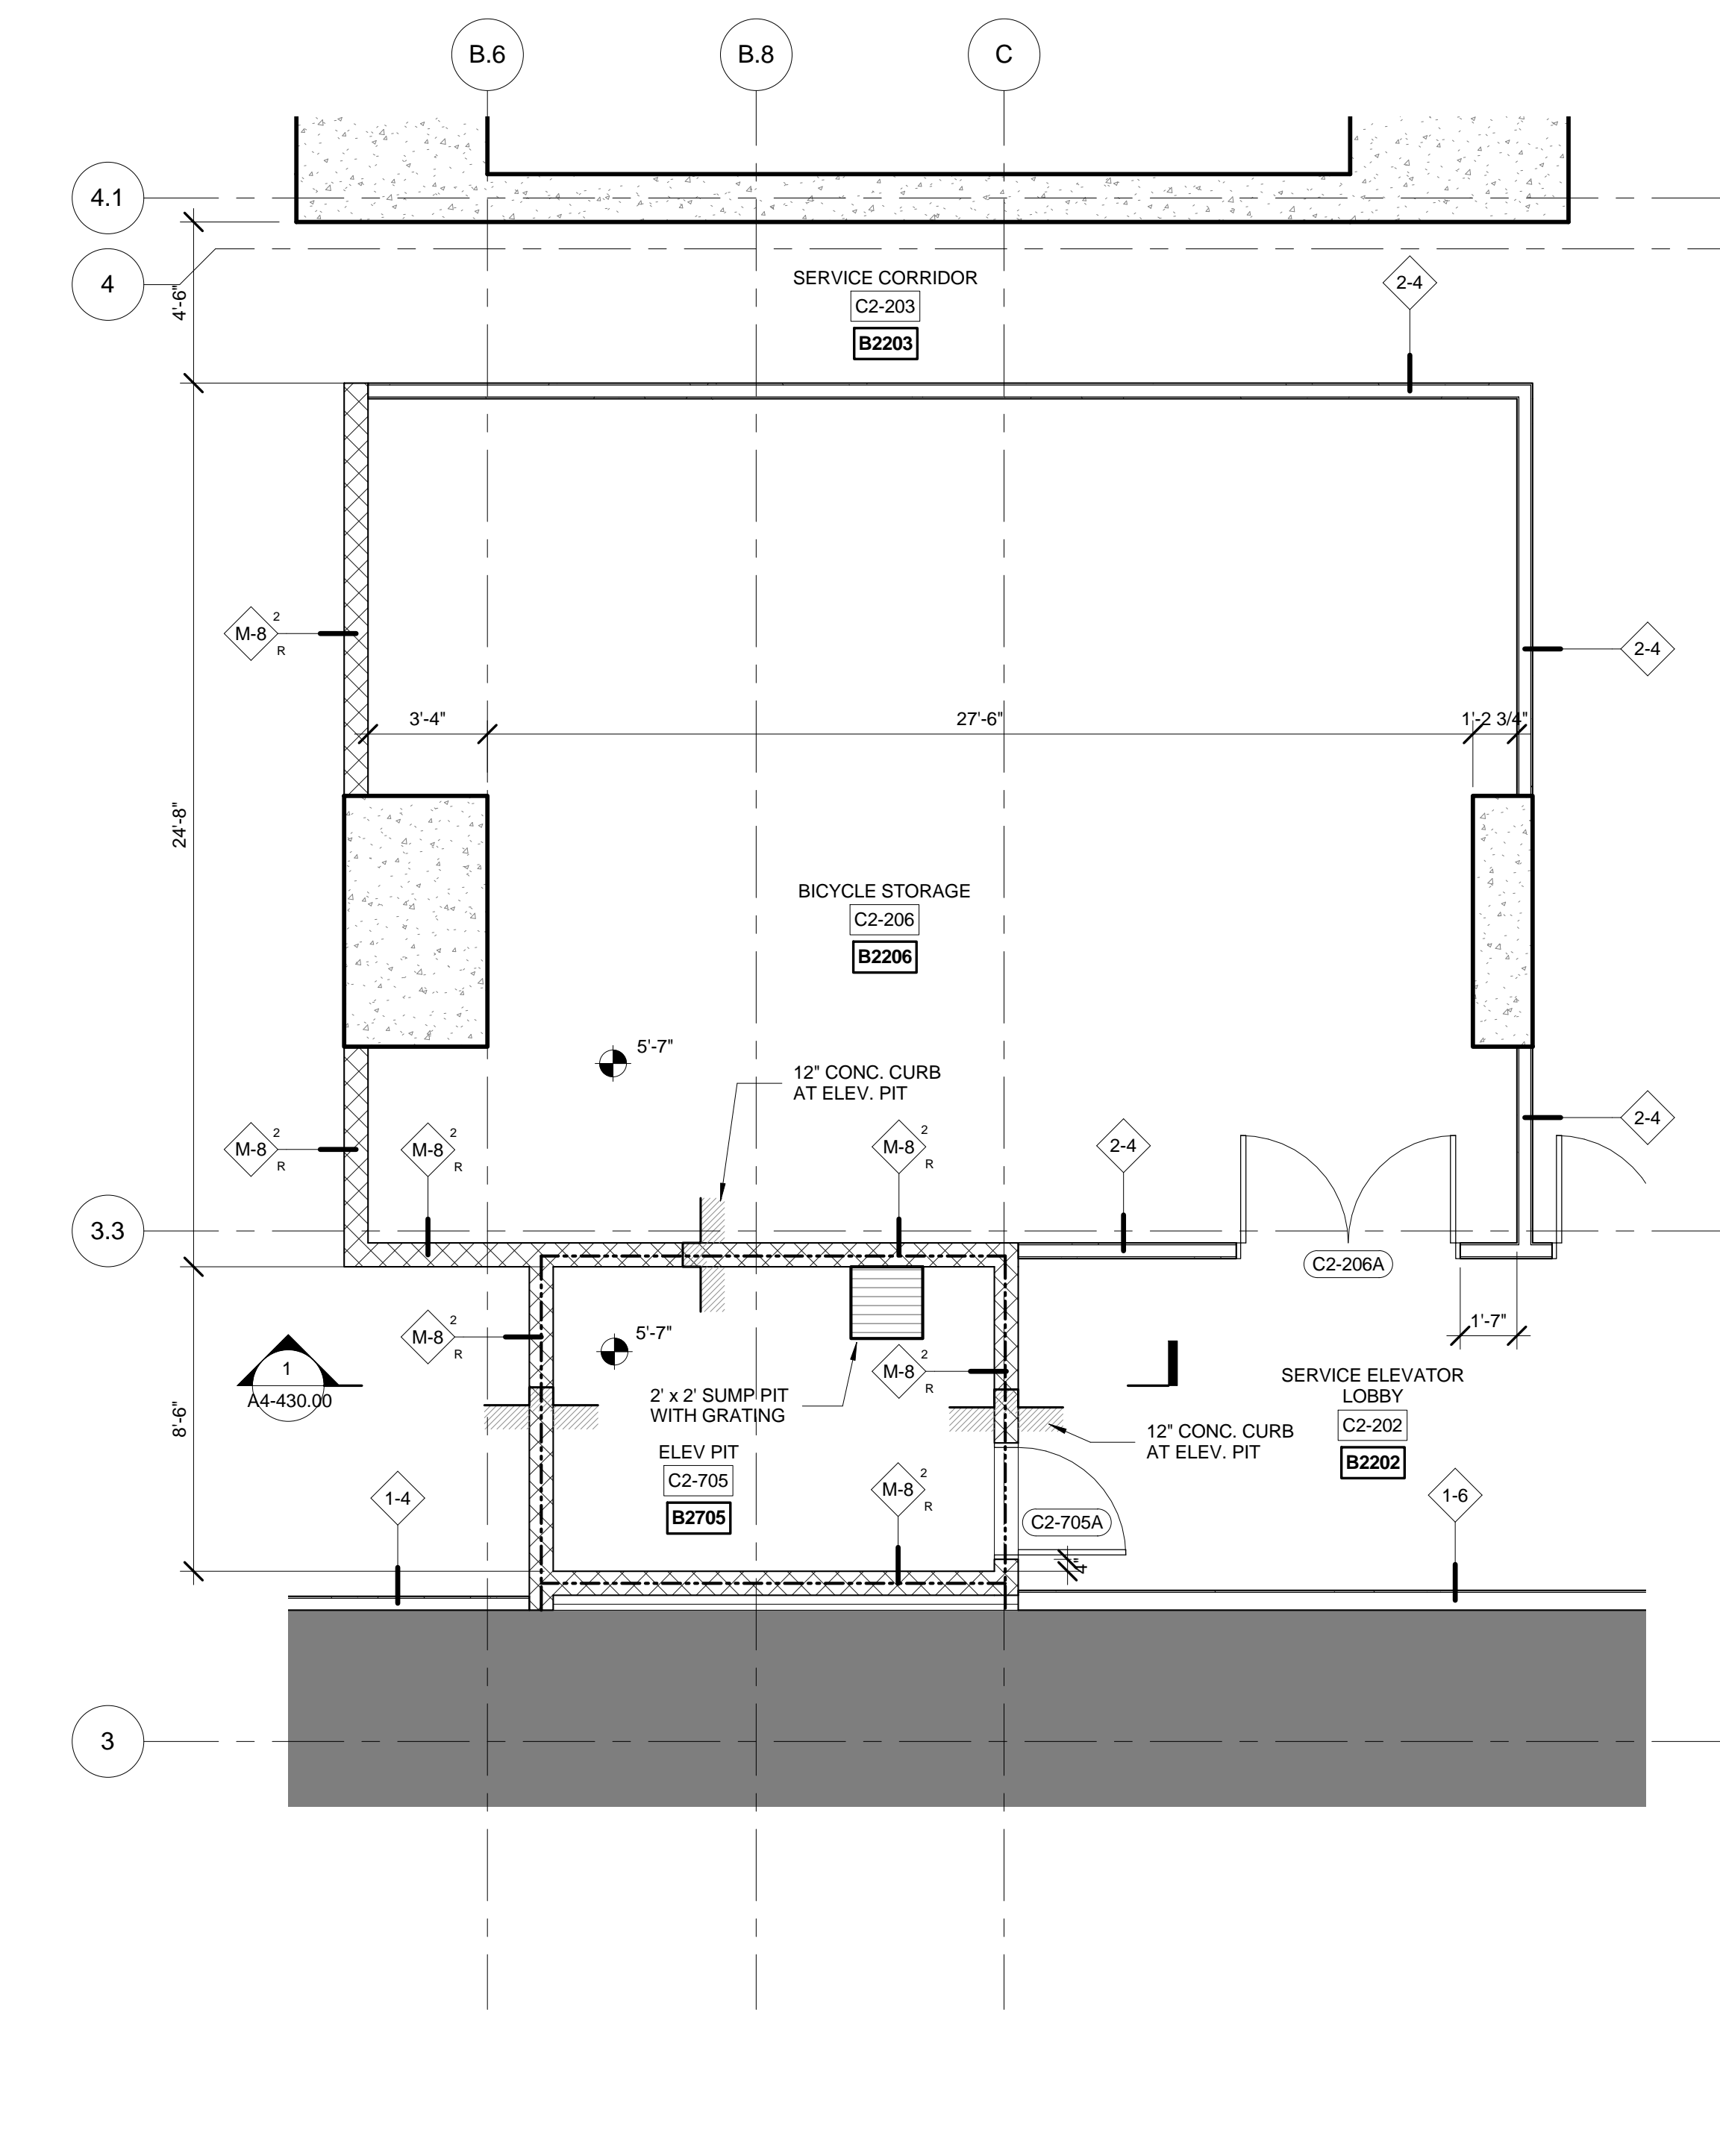 B.6
B.8
C
4.1
4
4'-6"
SERVICE CORRIDOR
C2-203
B2203
2-4
M-8
2
R
2-4
3'-4"
27'-6"
1'-2 3/4"
24'-8"
BICYCLE STORAGE
C2-206
B2206
5'-7"
12" CONC. CURB
AT ELEV. PIT
M-8
2
R
M-8
2
R
M-8
2
R
2-4
2-4
3.3
C2-206A
1'-7"
M-8
2
R
5'-7"
M-8
2
R
1
A4-430.00
2' x 2' SUMP PIT
WITH GRATING
SERVICE ELEVATOR
LOBBY
C2-202
B2202
8'-6"
12" CONC. CURB
AT ELEV. PIT
ELEV PIT
C2-705
B2705
M-8
2
R
1-4
1-6
C2-705A
4"
3